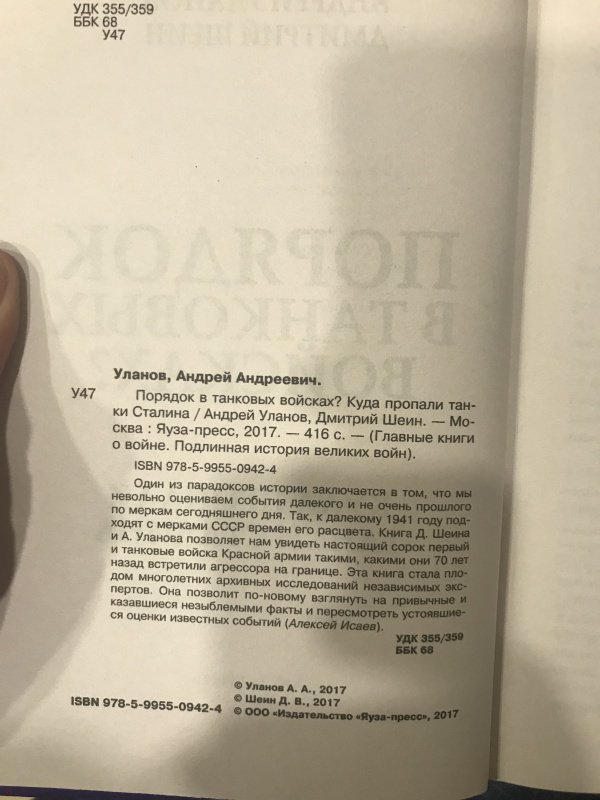 УДК 355/359
ББК 68
У47
АНДРЕЙ УЛАНОВ
ДМИТРИЙ ШЕИН
ПОРЯДОК
В ТАНКОВЫХ
ВОЙ
Уланов, Андрей Андреевич.
У47
Порядок в танковых войсках? Куда пропали тан-
ки Сталина / Андрей Уланов, Дмитрий Шеин. — Мо-
сква : Яуза-пресс, 2017. — 416 с. — (Главные книги
о войне. Подлинная история великих войн).
ISBN 978-5-9955-0942-4
Один из парадоксов истории заключается в том, что мы
невольно оцениваем события далекого и не очень прошлого
по меркам сегодняшнего дня. Так, к далекому 1941 году под-
ходят с мерками СССР времен его расцвета. Книга Д. Шеина
и А. Уланова позволяет нам увидеть настоящий сорок первый
и танковые войска Красной армии такими, какими они 70 лет
назад встретили агрессора на границе. Эта книга стала пло-
дом многолетних архивных исследований независимых экс-
пертов. Она позволит по-новому взглянуть на привычные и
казавшиеся незыблемыми факты и пересмотреть устоявшие-
ся оценки известных событий (Алексей Исаев).
УДК 355/359
ББК 68
© Уланов А. А., 2017
© Шеин Д. В., 2017
ISBN 978-5-9955-0942-4
© ООО «Издательство «Яуза-пресс», 2017